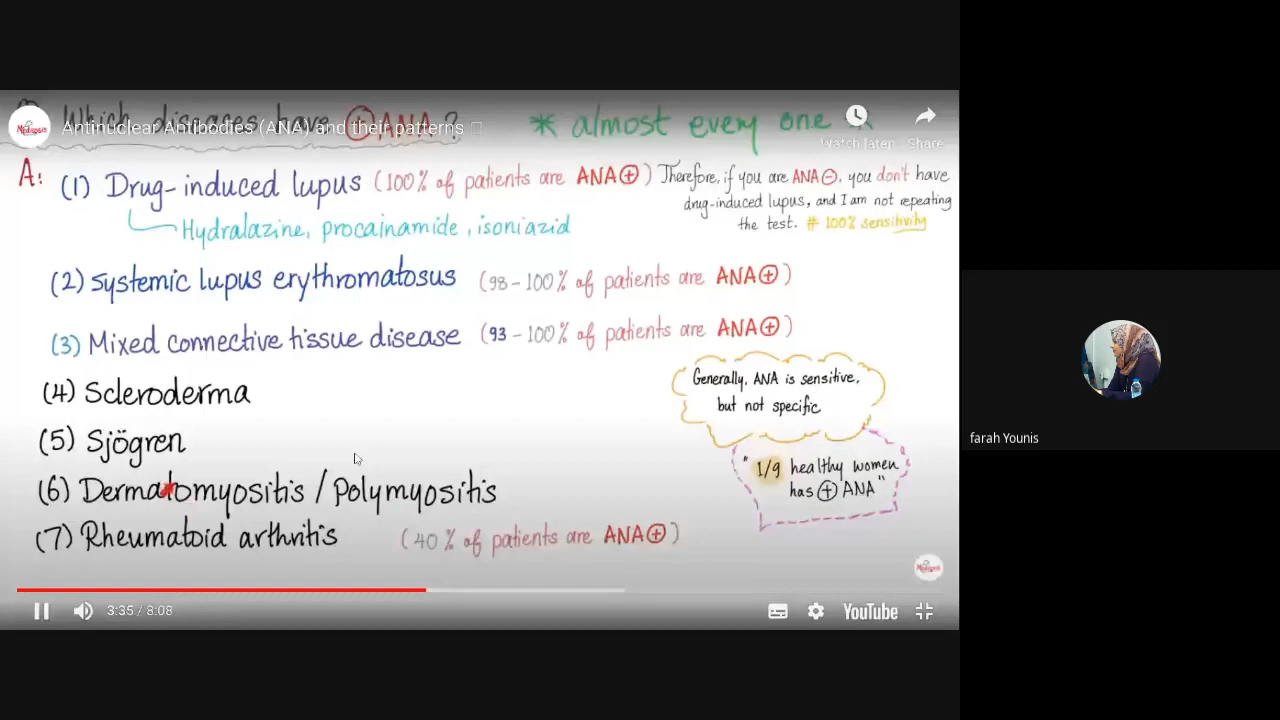 Which diseases have ⊕ANA?
* almost every one *
Antinuclear Antibodies (ANA) and their patterns
Watch later
Share
A:
(1) Drug-induced lupus (100% of patients are ANA⊕)
Therefore, if you are ANA⊖, you don't have
drug-induced lupus, and I am not repeating
the test. # 100% sensitivity
Hydralazine, procainamide, isoniazid
(2) Systemic lupus erythromatosus (98-100% of patients are ANA⊕)
(3) Mixed connective tissue disease (93-100% of patients are ANA⊕)
(4) Scleroderma
Generally, ANA is sensitive,
but not specific
(5) Sjögren
"1/9 healthy women
has ⊕ ANA"
(6) Dermatomyositis / Polymyositis
(7) Rheumatoid arthritis (40% of patients are ANA⊕)
Medicosis
Medicosis
3:35 / 8:08
YouTube
farah Younis